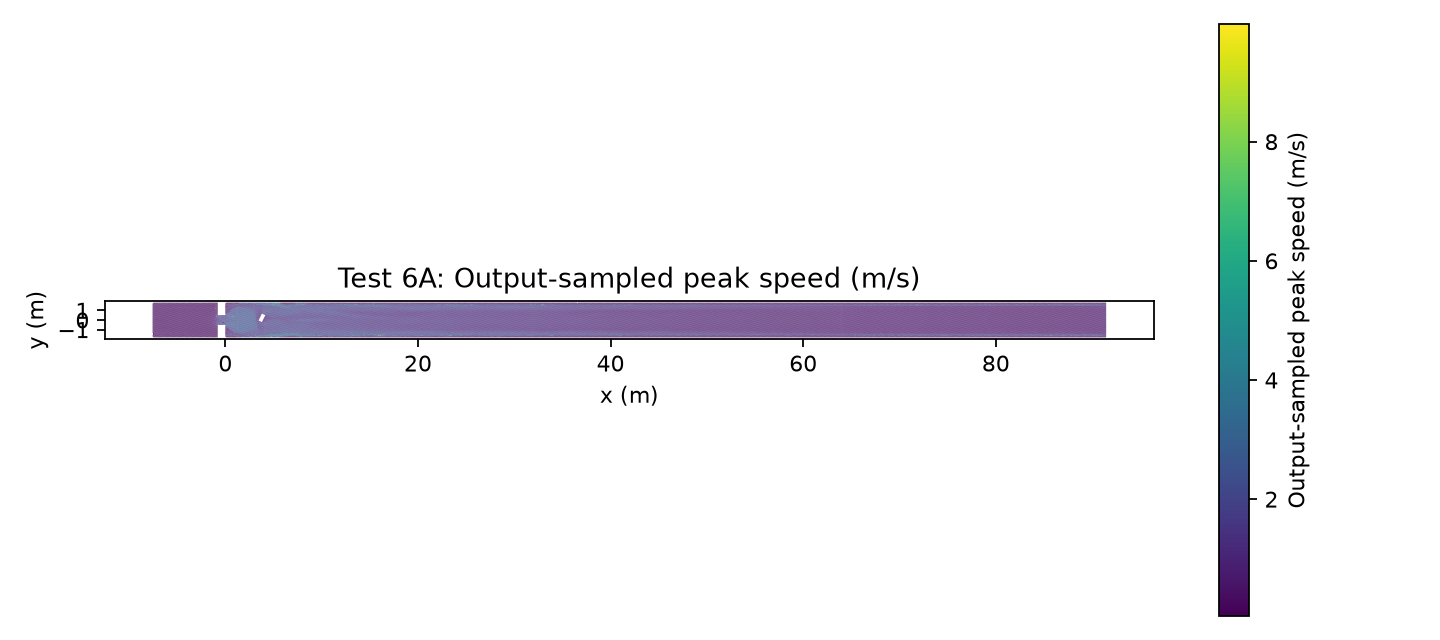 Test 6A: Output-sampled peak speed (m/s)
y (m)
1
0
−1
0 20 40 60 80
x (m)
8
6
4
2
Output-sampled peak speed (m/s)